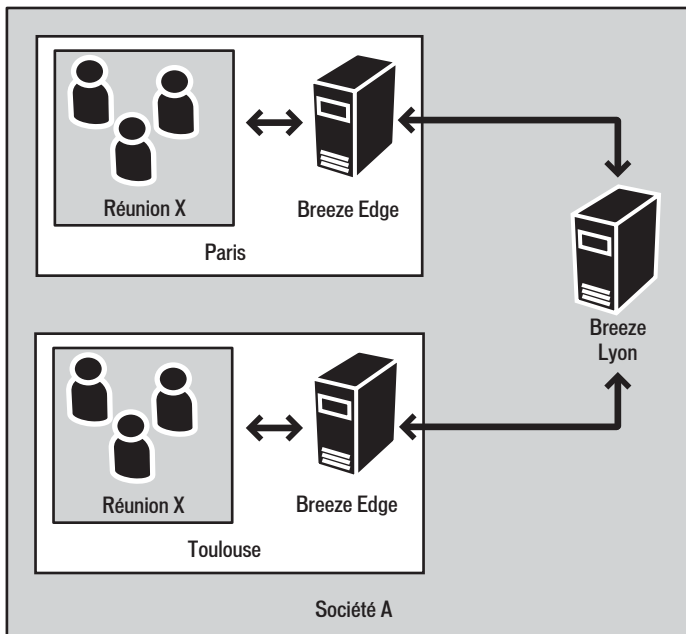 Réunion X
Breeze Edge
Paris
Breeze
Lyon
Réunion X
Breeze Edge
Toulouse
Société A